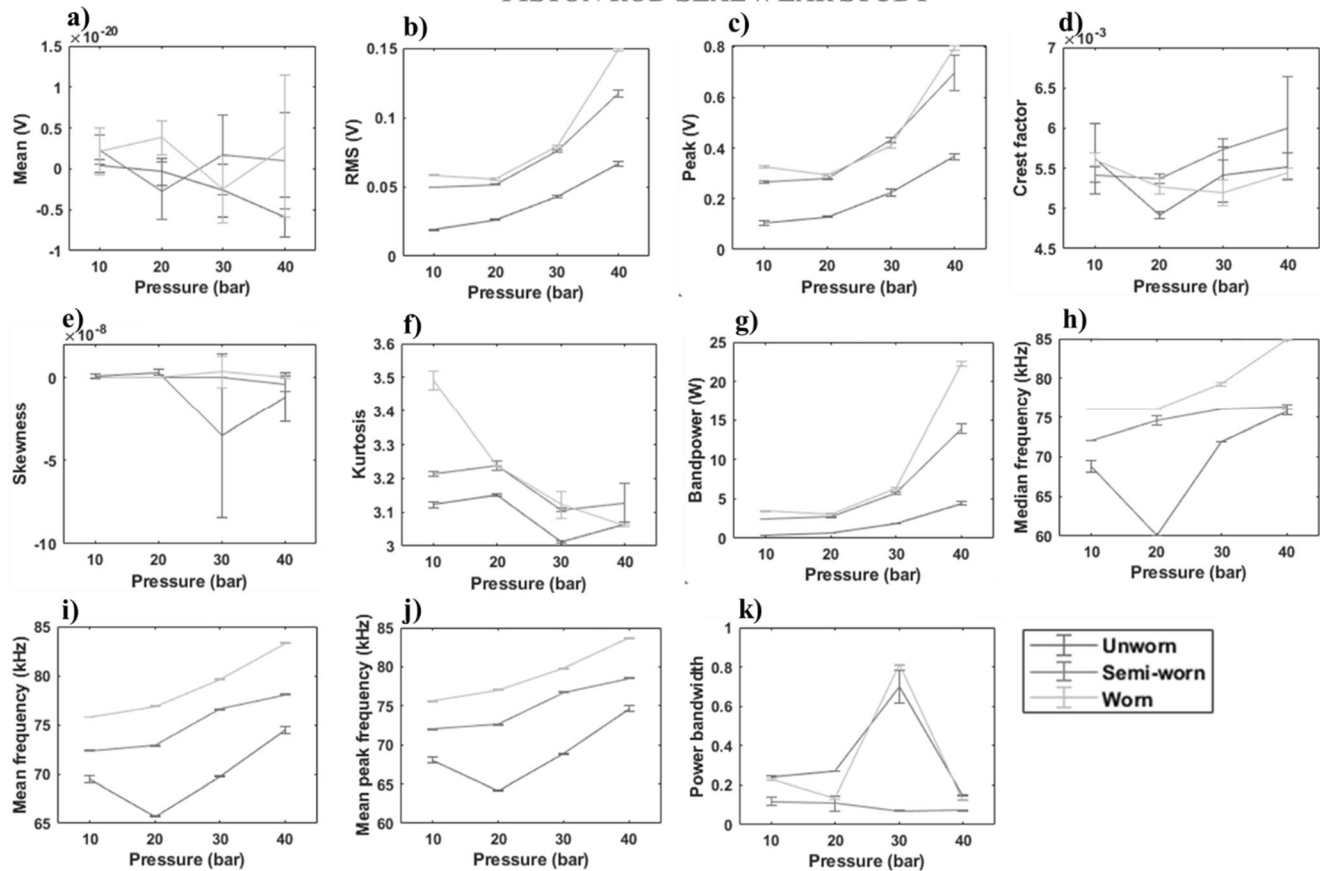 PISTON ROD SEAL WEAR STUDY
a)
×10⁻²⁰
1.5
1
0.5
0
-0.5
-1
Mean (V)
10 20 30 40
Pressure (bar)
b)
0.15
0.1
0.05
0
RMS (V)
10 20 30 40
Pressure (bar)
c)
0.8
0.6
0.4
0.2
0
Peak (V)
10 20 30 40
Pressure (bar)
d)
×10⁻³
7
6.5
6
5.5
5
4.5
Crest factor
10 20 30 40
Pressure (bar)
e)
×10⁻⁸
0
-5
-10
Skewness
10 20 30 40
Pressure (bar)
f)
3.6
3.5
3.4
3.3
3.2
3.1
3
Kurtosis
10 20 30 40
Pressure (bar)
g)
25
20
15
10
5
0
Bandpower (W)
10 20 30 40
Pressure (bar)
h)
85
80
75
70
65
60
Median frequency (kHz)
10 20 30 40
Pressure (bar)
i)
85
80
75
70
65
Mean frequency (kHz)
10 20 30 40
Pressure (bar)
j)
85
80
75
70
65
60
Mean peak frequency (kHz)
10 20 30 40
Pressure (bar)
k)
1
0.8
0.6
0.4
0.2
0
Power bandwidth
10 20 30 40
Pressure (bar)
Unworn
Semi-worn
Worn